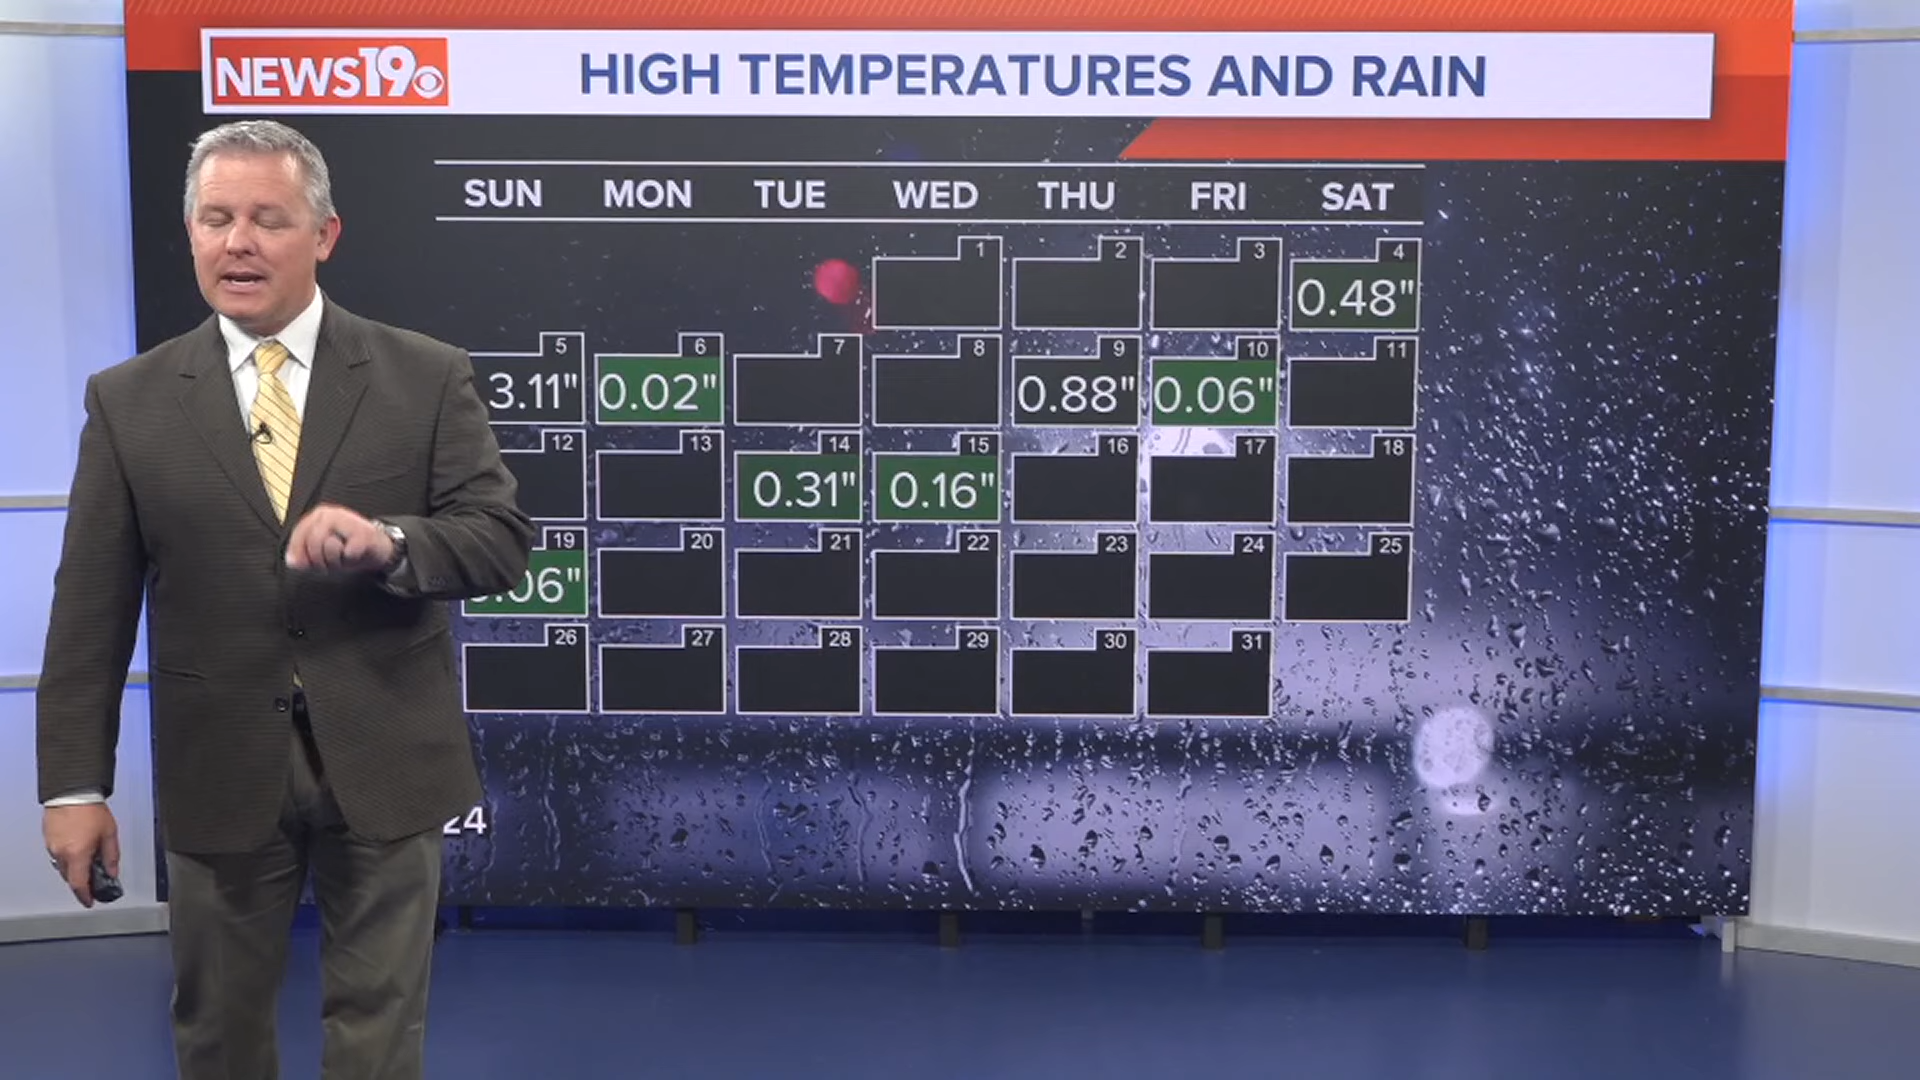 NEWS19
HIGH TEMPERATURES AND RAIN
SUN MON TUE WED THU FRI SAT
1 2 3 4
0.48"
5 6 7 8 9 10 11
3.11" 0.02" 0.88" 0.06"
12 13 14 15 16 17 18
0.31" 0.16"
19 20 21 22 23 24 25
.06"
26 27 28 29 30 31
24